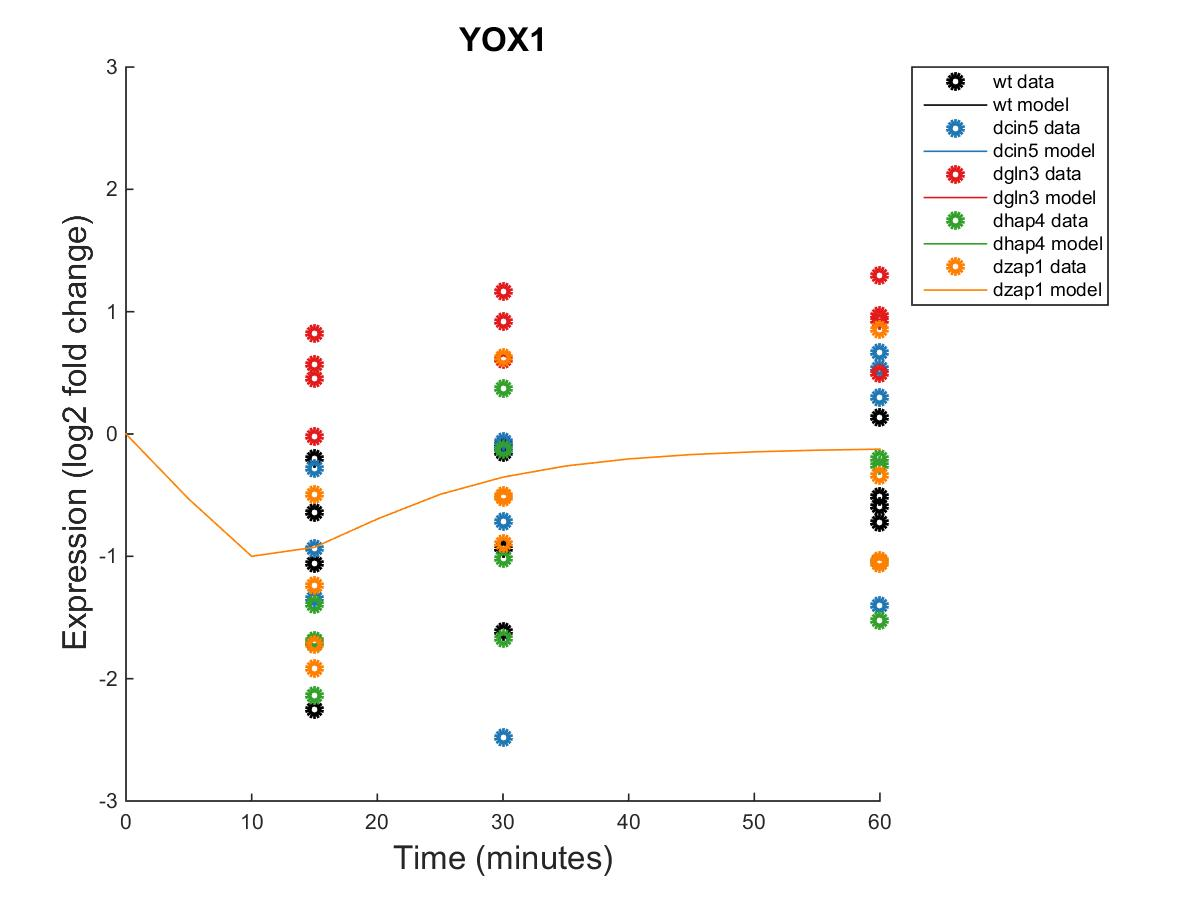 YOX1
3
2
1
0
-1
-2
-3
Expression (log2 fold change)
0 10 20 30 40 50 60
Time (minutes)
wt data
wt model
dcin5 data
dcin5 model
dgln3 data
dgln3 model
dhap4 data
dhap4 model
dzap1 data
dzap1 model